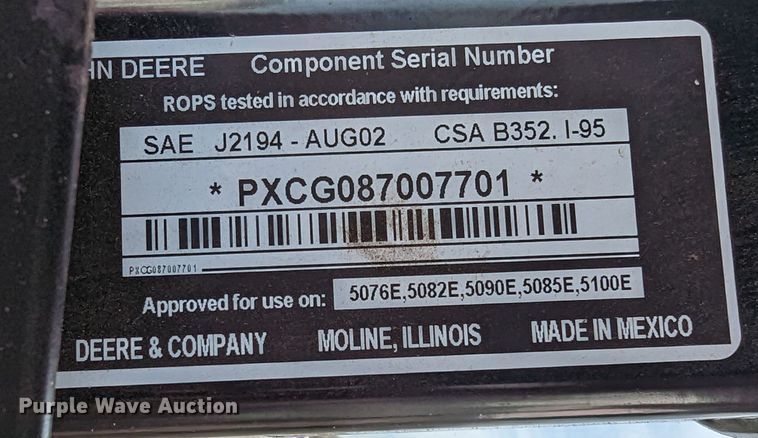 HN DEERE Component Serial Number
ROPS tested in accordance with requirements:
SAE J2194 - AUG02 CSA B352. I-95
* PXCG087007701 *
PXCG087007701
Approved for use on: 5076E,5082E,5090E,5085E,5100E
DEERE & COMPANY MOLINE, ILLINOIS MADE IN MEXICO
Purple Wave Auction